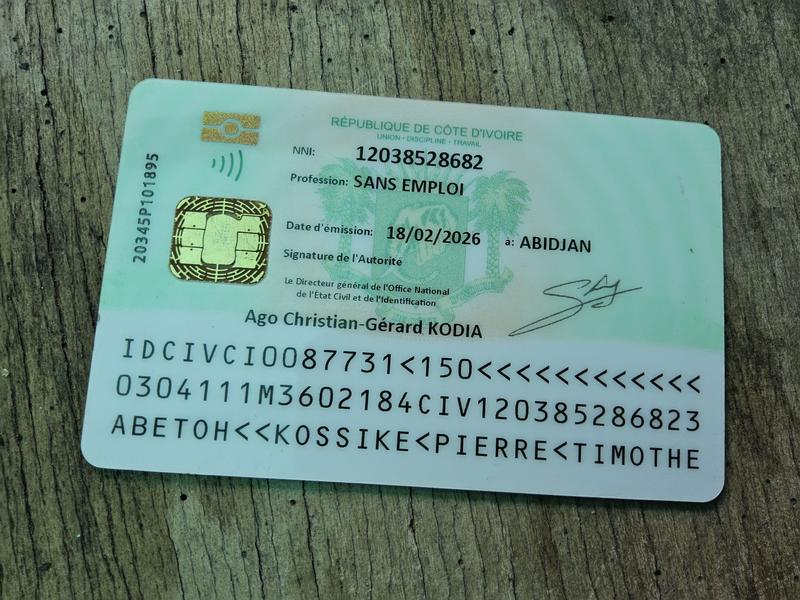 RÉPUBLIQUE DE CÔTE D'IVOIRE
UNION - DISCIPLINE - TRAVAIL
NNI: 12038528682
Profession: SANS EMPLOI
20345P101895
Date d'émission: 18/02/2026 à: ABIDJAN
Signature de l'Autorité
Le Directeur général de l'Office National
de l'État Civil et de l'Identification
Ago Christian-Gérard KODIA
IDCIVCI0087731<150<<<<<<<<<<<<
0304111M3602184CIV120385286823
ABETOH<<KOSSIKE<PIERRE<TIMOTHE